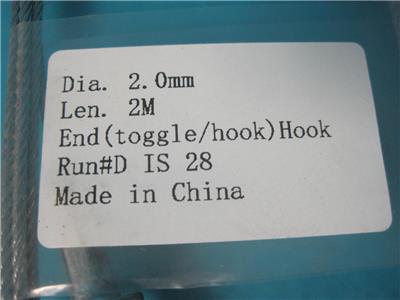 Dia. 2.0mm
Len. 2M
End(toggle/hook)Hook
Run#D IS 28
Made in China